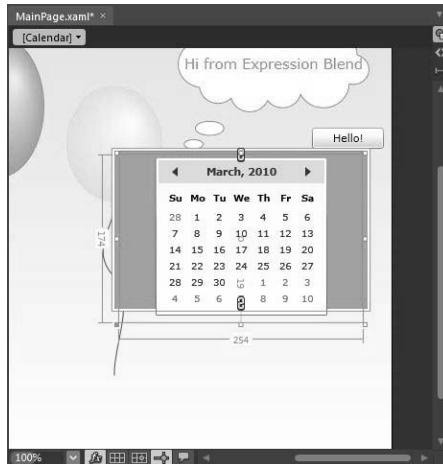 MainPage.xaml* ×
[Calendar]
Hi from Expression Blend
Hello!
March, 2010
Su Mo Tu We Th Fr Sa
28 1 2 3 4 5 6
7 8 9 10 11 12 13
14 15 16 17 18 19 20
21 22 23 24 25 26 27
28 29 30 1 2 3
4 5 6 8 9 10
174
19
254
100%